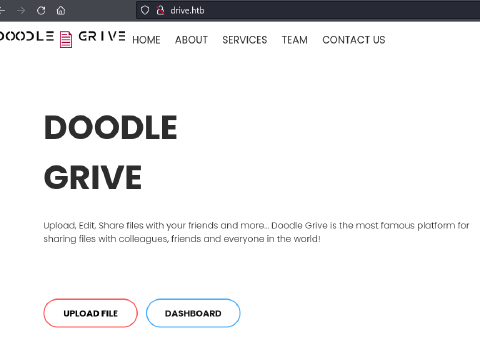 drive.htb
DOODLE GRIVE HOME ABOUT SERVICES TEAM CONTACT US
DOODLE
GRIVE
Upload, Edit, Share files with your friends and more... Doodle Grive is the most famous platform for
sharing files with colleagues, friends and everyone in the world!
UPLOAD FILE DASHBOARD